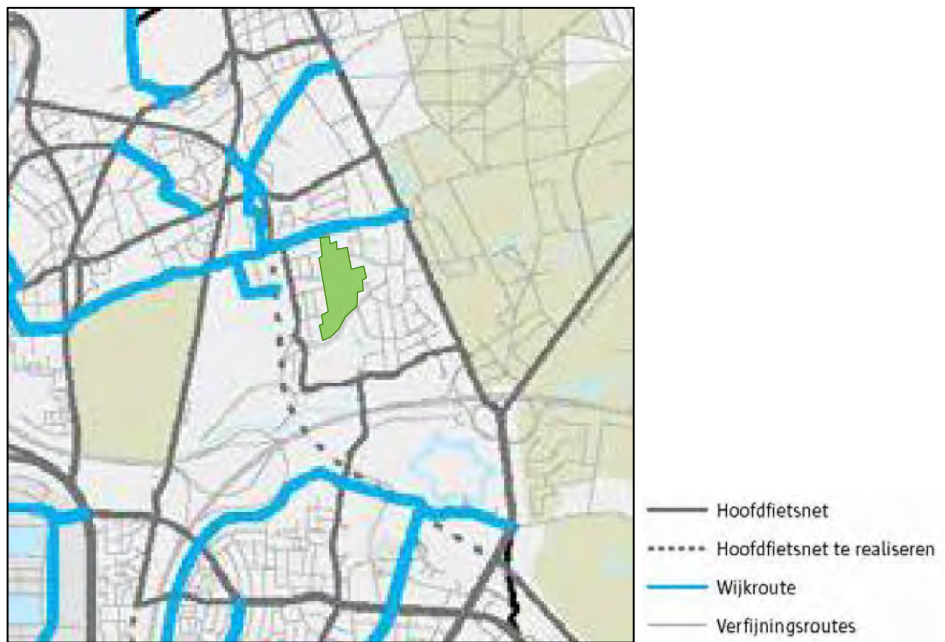 Hoofdfietsnet
Hoofdfietsnet te realiseren
Wijkroute
Verfijningsroutes